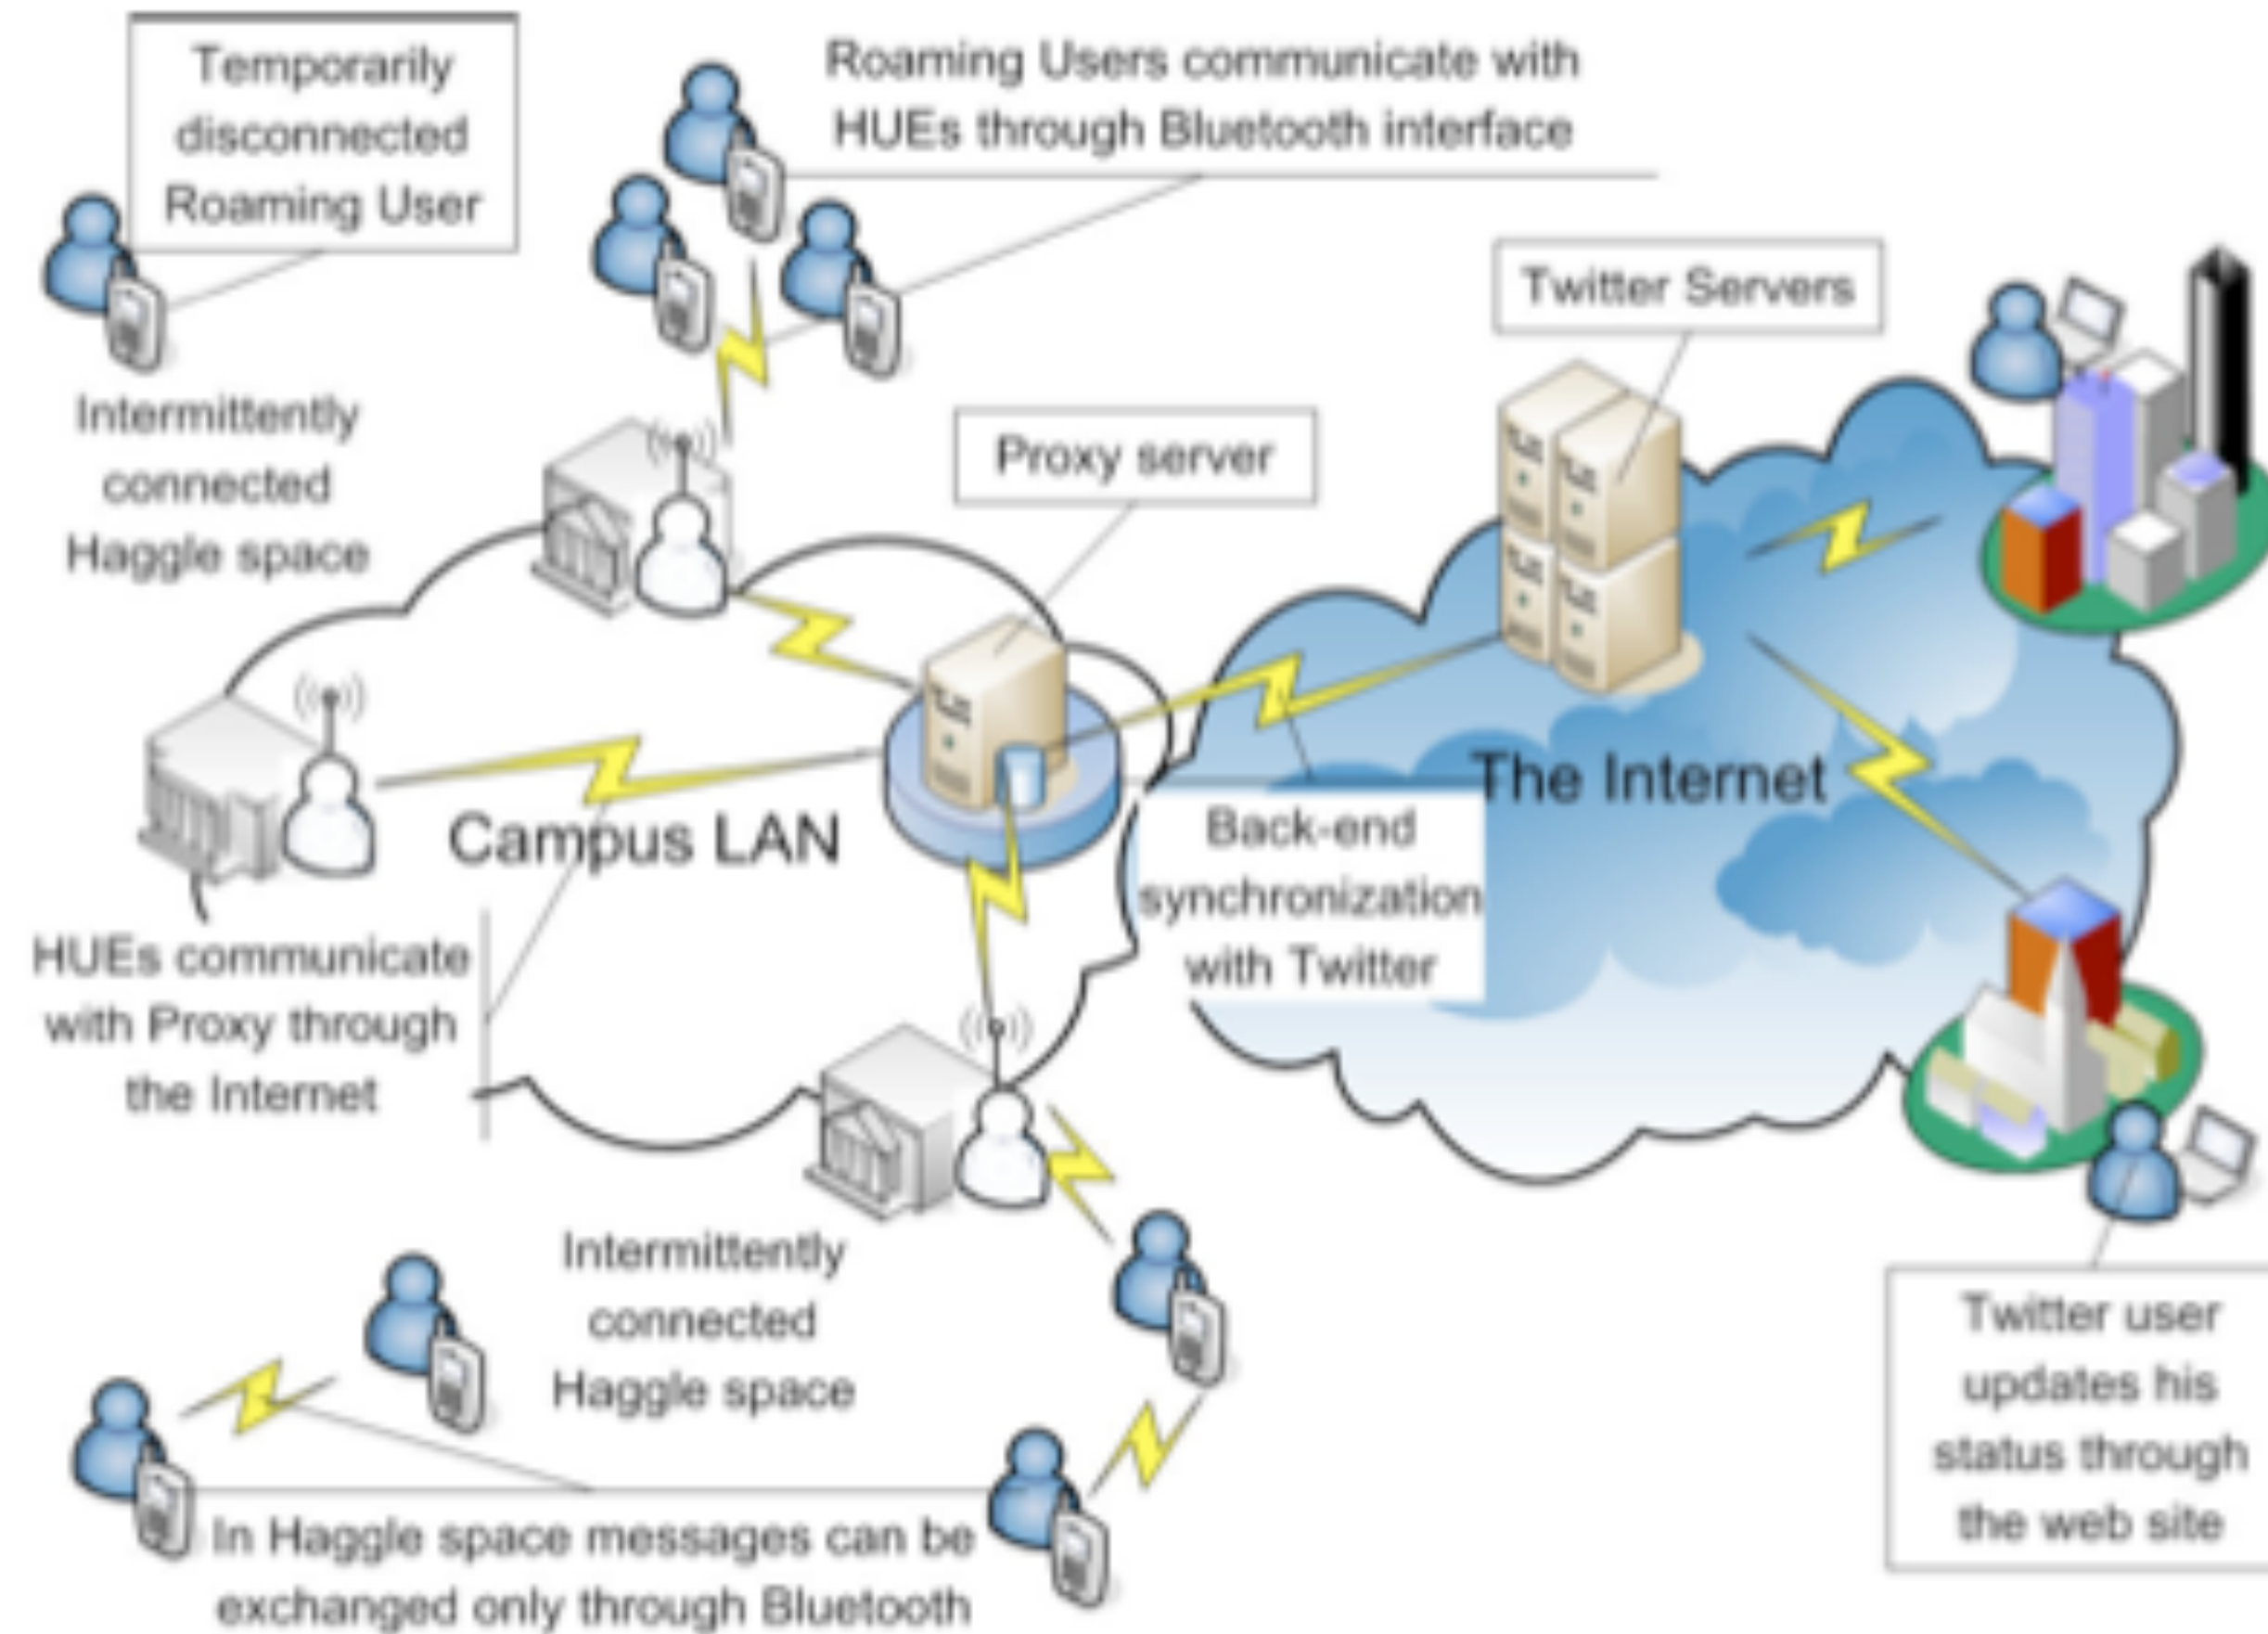 Temporarily
disconnected
Roaming User
Roaming Users communicate with
HUEs through Bluetooth interface
Twitter Servers
Intermittently
connected
Haggle space
Proxy server
The Internet
Campus LAN
Back-end
synchronization
with Twitter
HUEs communicate
with Proxy through
the Internet
Intermittently
connected
Haggle space
Twitter user
updates his
status through
the web site
In Haggle space messages can be
exchanged only through Bluetooth